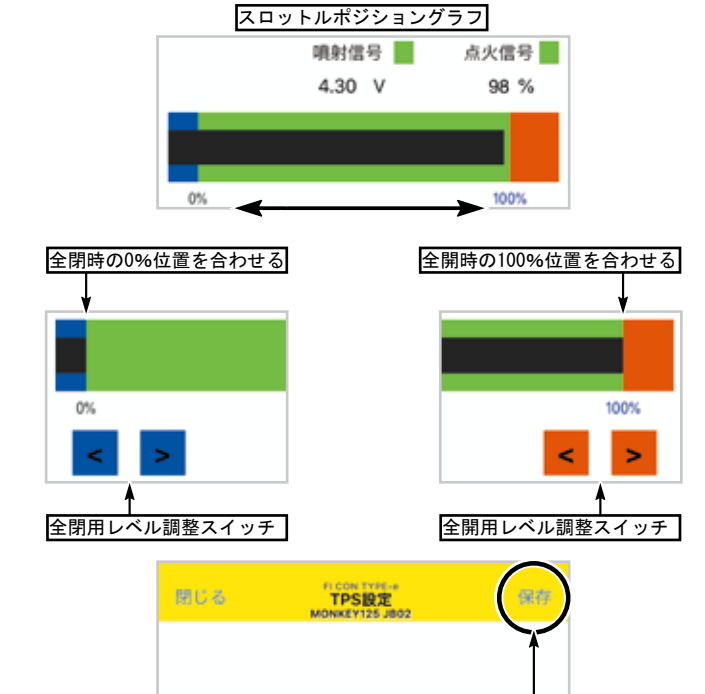 スロットルポジショングラフ
噴射信号 点火信号
4.30 V 98 %
0% 100%
全閉時の0%位置を合わせる 全開時の100%位置を合わせる
0% 100%
< > < >
全閉用レベル調整スイッチ 全開用レベル調整スイッチ
閉じる FI CON TYPE-e 保存
TPS設定
MONKEY125 JB02